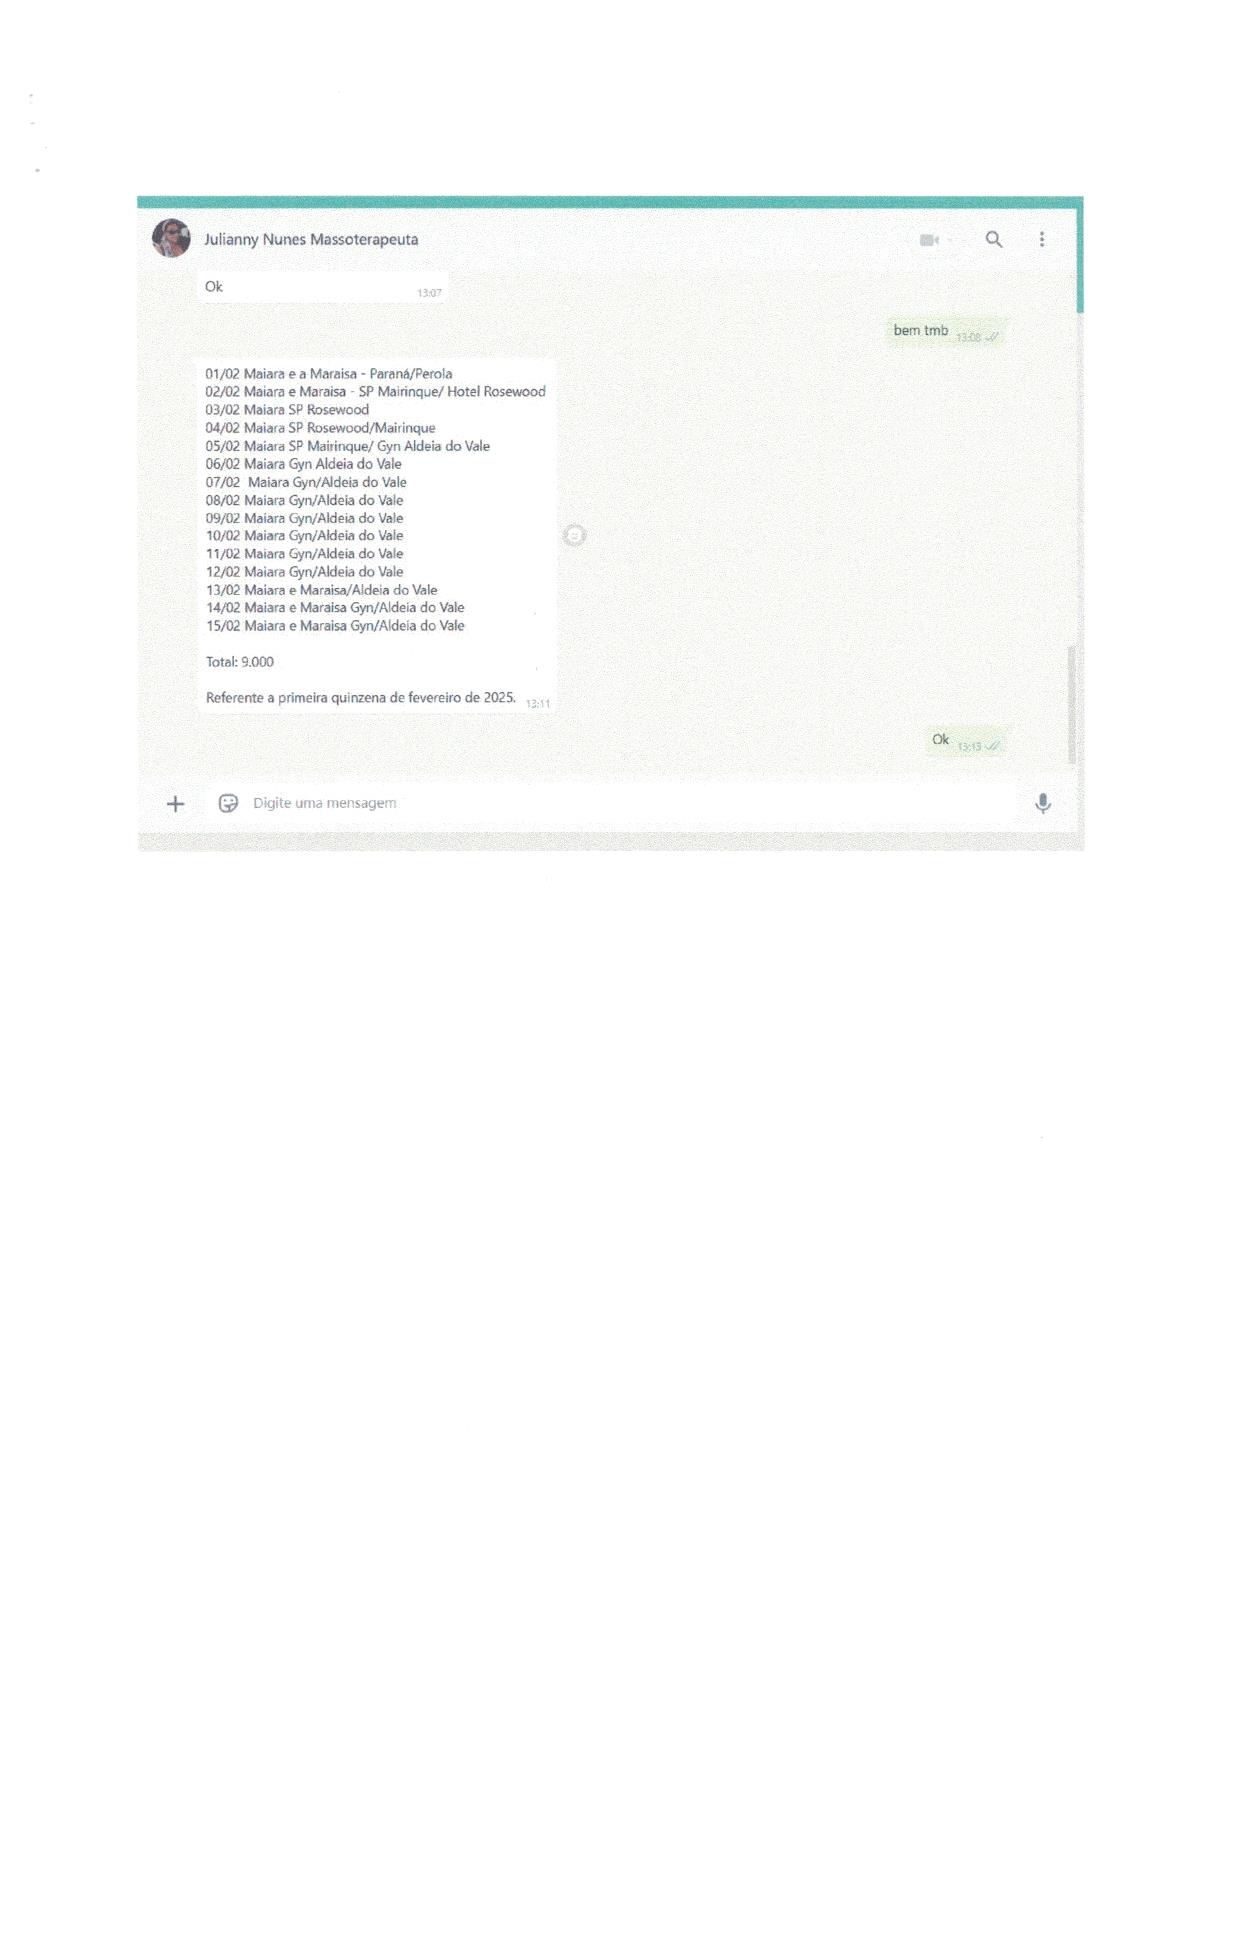 Julianny Nunes Massoterapeuta
Ok
13:07
bem tmb 13:08
01/02 Maiara e a Maraisa - Paraná/Perola
02/02 Maiara e Maraisa - SP Mairinque/ Hotel Rosewood
03/02 Maiara SP Rosewood
04/02 Maiara SP Rosewood/Mairinque
05/02 Maiara SP Mairinque/ Gyn Aldeia do Vale
06/02 Maiara Gyn Aldeia do Vale
07/02  Maiara Gyn/Aldeia do Vale
08/02 Maiara Gyn/Aldeia do Vale
09/02 Maiara Gyn/Aldeia do Vale
10/02 Maiara Gyn/Aldeia do Vale
11/02 Maiara Gyn/Aldeia do Vale
12/02 Maiara Gyn/Aldeia do Vale
13/02 Maiara e Maraisa/Aldeia do Vale
14/02 Maiara e Maraisa Gyn/Aldeia do Vale
15/02 Maiara e Maraisa Gyn/Aldeia do Vale
Total: 9.000
Referente a primeira quinzena de fevereiro de 2025. 13:11
Ok 13:13
Digite uma mensagem